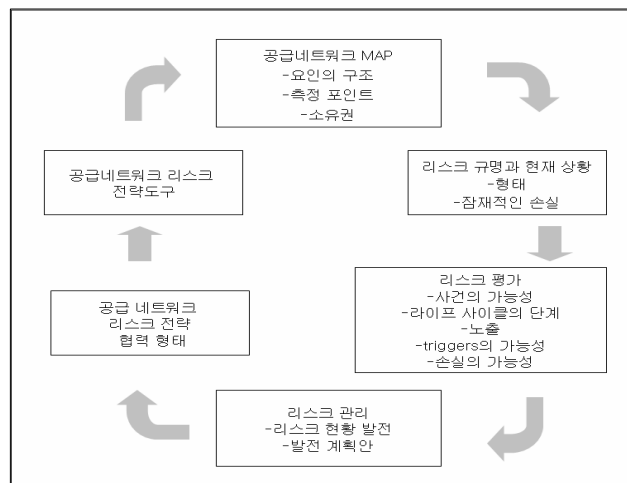 공급네트워크 MAP
-요인의 구조
-측정 포인트
-소유권
리스크 규명과 현재 상황
-형태
-잠재적인 손실
리스크 평가
-사건의 가능성
-라이프 사이클의 단계
-노출
-triggers의 가능성
-손실의 가능성
리스크 관리
-리스크 현황 발전
-발전 계획안
공급 네트워크
리스크 전략
협력 형태
공급네트워크 리스크
전략도구